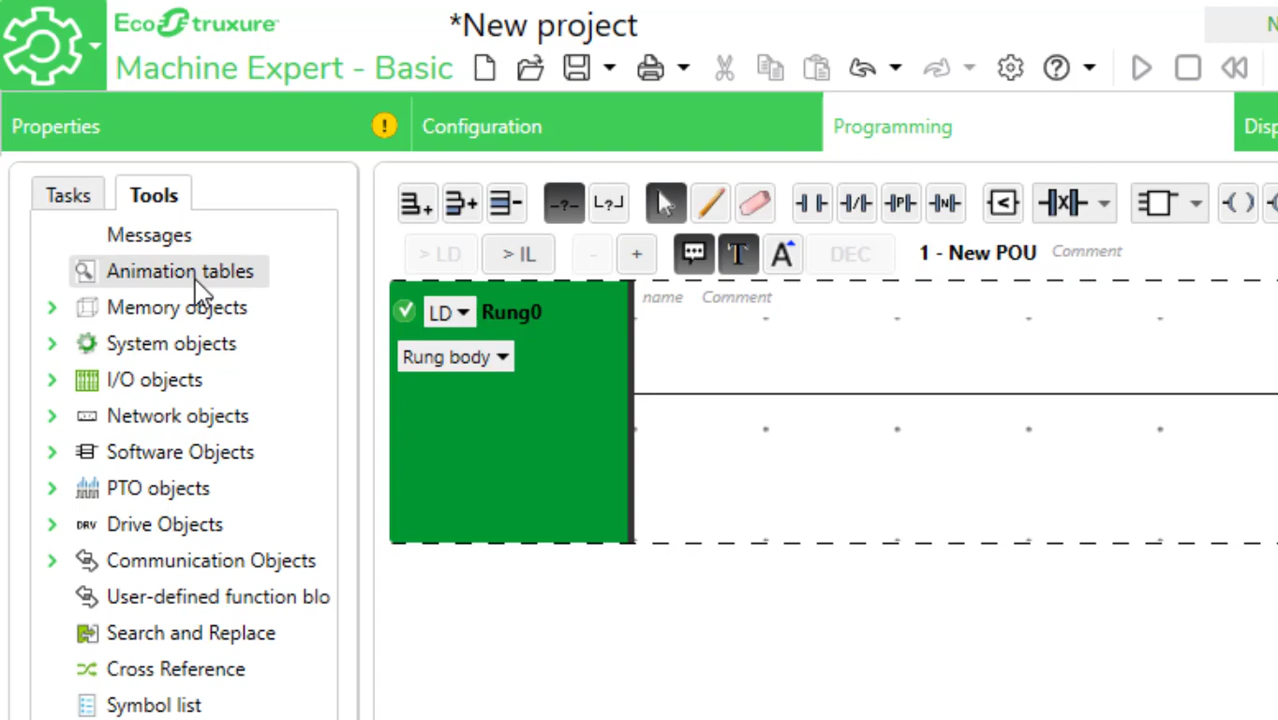 EcoStruxure
*New project
N
Machine Expert - Basic
Properties
Configuration
Programming
Disp
Tasks
Tools
Messages
Animation tables
Memory objects
System objects
I/O objects
Network objects
Software Objects
PTO objects
DRV Drive Objects
Communication Objects
User-defined function blo
Search and Replace
Cross Reference
Symbol list
> LD
> IL
-
+
T
A
DEC
1 - New POU
Comment
LD
Rung0
name
Comment
Rung body